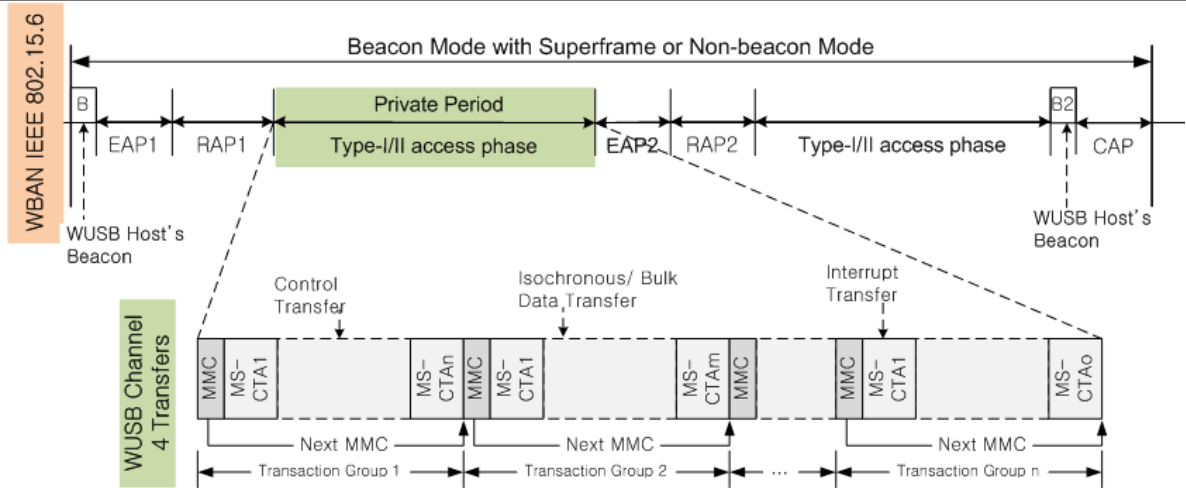 WBAN IEEE 802.15.6
Beacon Mode with Superframe or Non-beacon Mode
B
EAP1
RAP1
Private Period
Type-I/II access phase
EAP2
RAP2
Type-I/II access phase
B2
CAP
WUSB Host's
Beacon
WUSB Host's
Beacon
WUSB Channel
4 Transfers
Control
Transfer
Isochronous/ Bulk
Data Transfer
Interrupt
Transfer
MMC
MS-
CTA1
MS-
CTAn
MMC
MS-
CTA1
MS-
CTAm
MMC
MMC
MS-
CTA1
MS-
CTAo
Next MMC
Next MMC
Next MMC
Transaction Group 1
Transaction Group 2
...
Transaction Group n